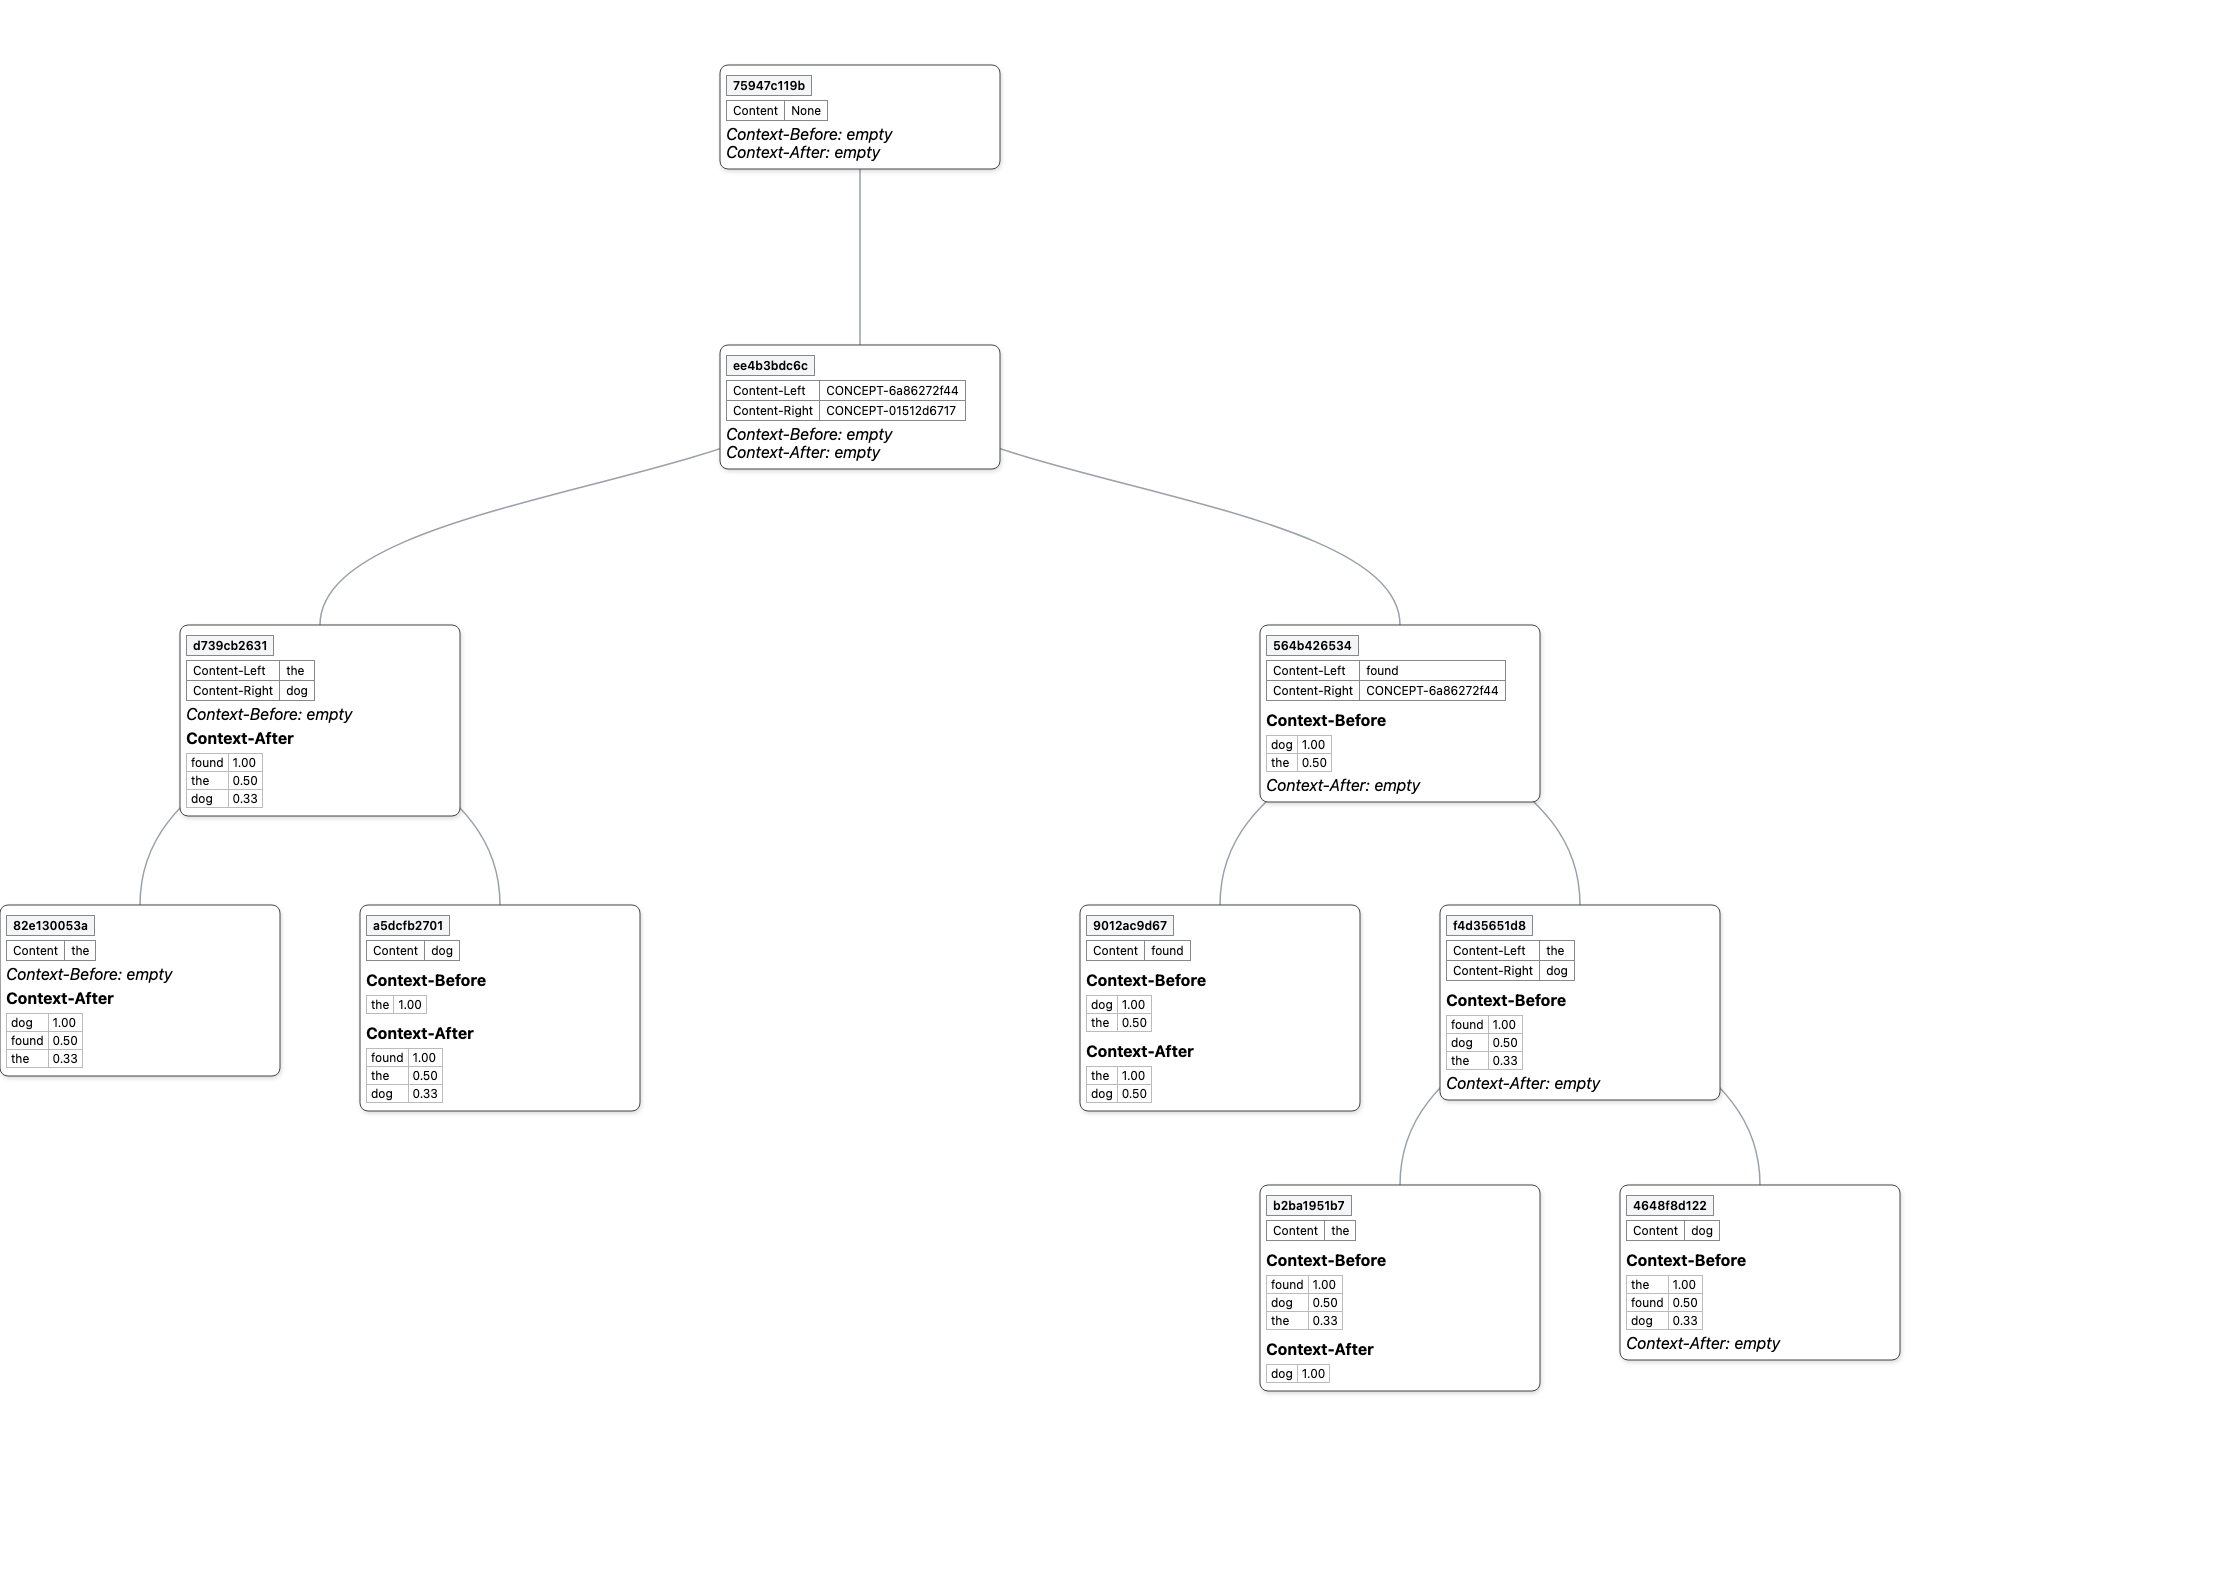 75947c119b
Content None
Context-Before: empty
Context-After: empty
ee4b3bdc6c
Content-Left CONCEPT-6a86272f44
Content-Right CONCEPT-01512d6717
Context-Before: empty
Context-After: empty
d739cb2631
Content-Left the
Content-Right dog
Context-Before: empty
Context-After
found 1.00
the 0.50
dog 0.33
564b426534
Content-Left found
Content-Right CONCEPT-6a86272f44
Context-Before
dog 1.00
the 0.50
Context-After: empty
82e130053a
Content the
Context-Before: empty
Context-After
dog 1.00
found 0.50
the 0.33
a5dcfb2701
Content dog
Context-Before
the 1.00
Context-After
found 1.00
the 0.50
dog 0.33
9012ac9d67
Content found
Context-Before
dog 1.00
the 0.50
Context-After
the 1.00
dog 0.50
f4d35651d8
Content-Left the
Content-Right dog
Context-Before
found 1.00
dog 0.50
the 0.33
Context-After: empty
b2ba1951b7
Content the
Context-Before
found 1.00
dog 0.50
the 0.33
Context-After
dog 1.00
4648f8d122
Content dog
Context-Before
the 1.00
found 0.50
dog 0.33
Context-After: empty